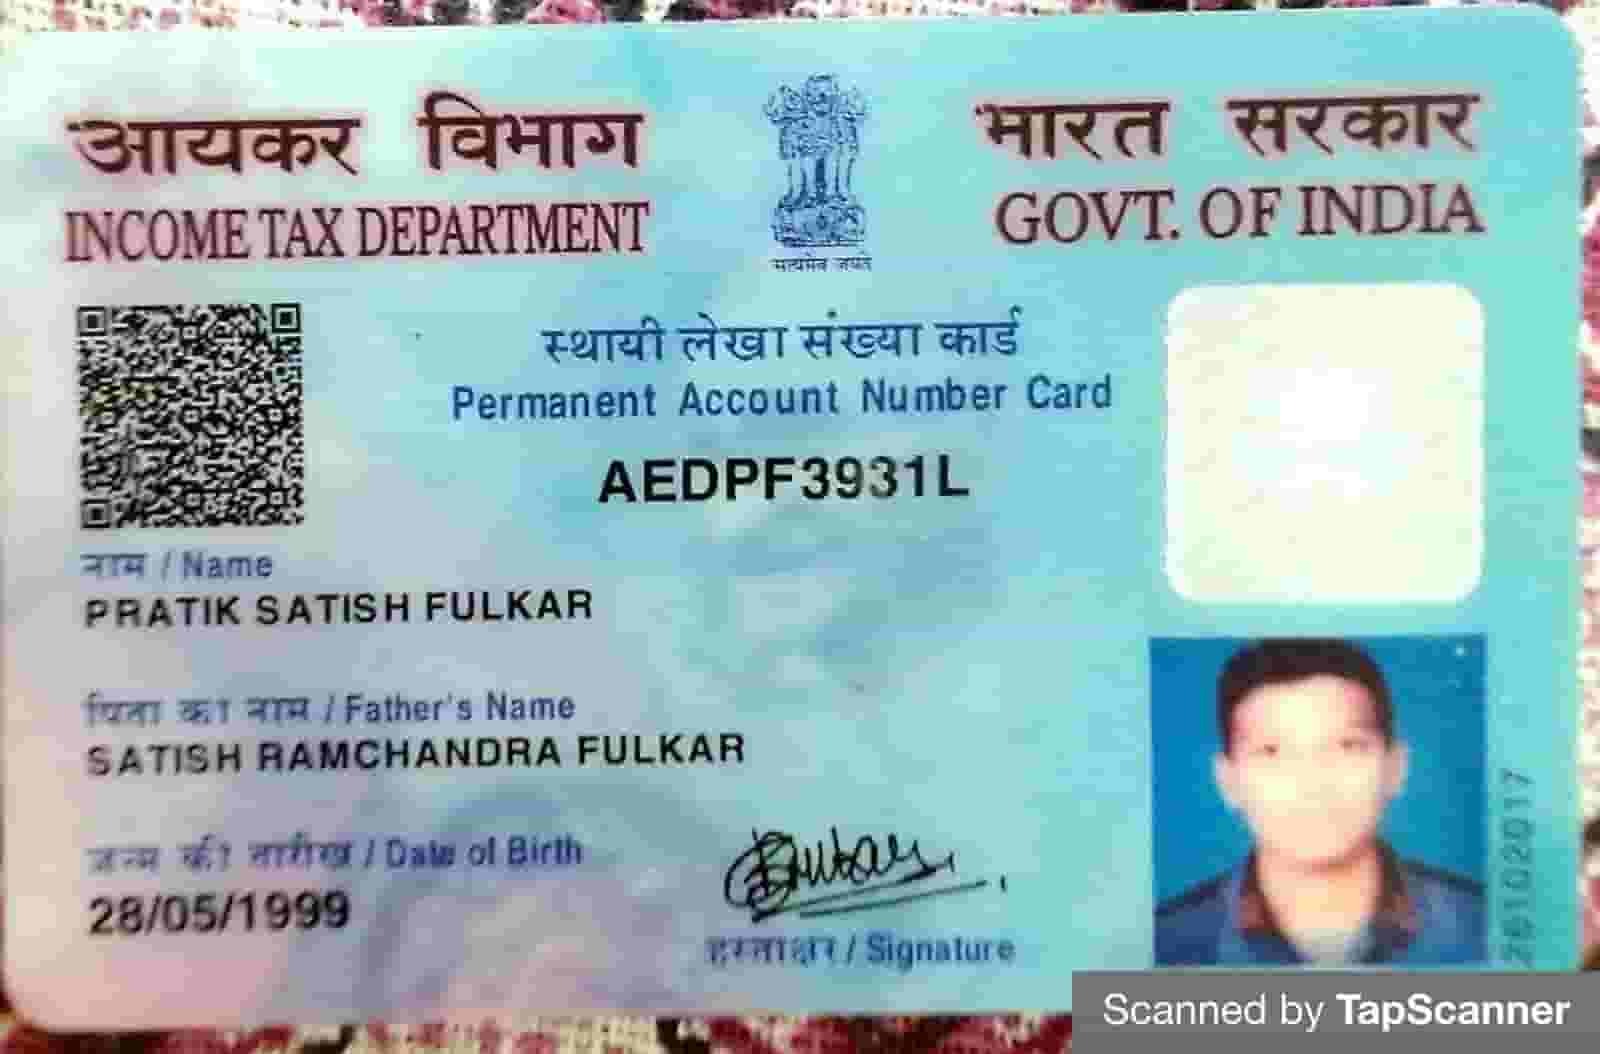 आयकर विभाग
INCOME TAX DEPARTMENT
भारत सरकार
GOVT. OF INDIA
सत्यमेव जयते
स्थायी लेखा संख्या कार्ड
Permanent Account Number Card
AEDPF3931L
नाम / Name
PRATIK SATISH FULKAR
पिता का नाम / Father's Name
SATISH RAMCHANDRA FULKAR
जन्म की तारीख / Date of Birth
28/05/1999
हस्ताक्षर / Signature
26102017
Scanned by TapScanner